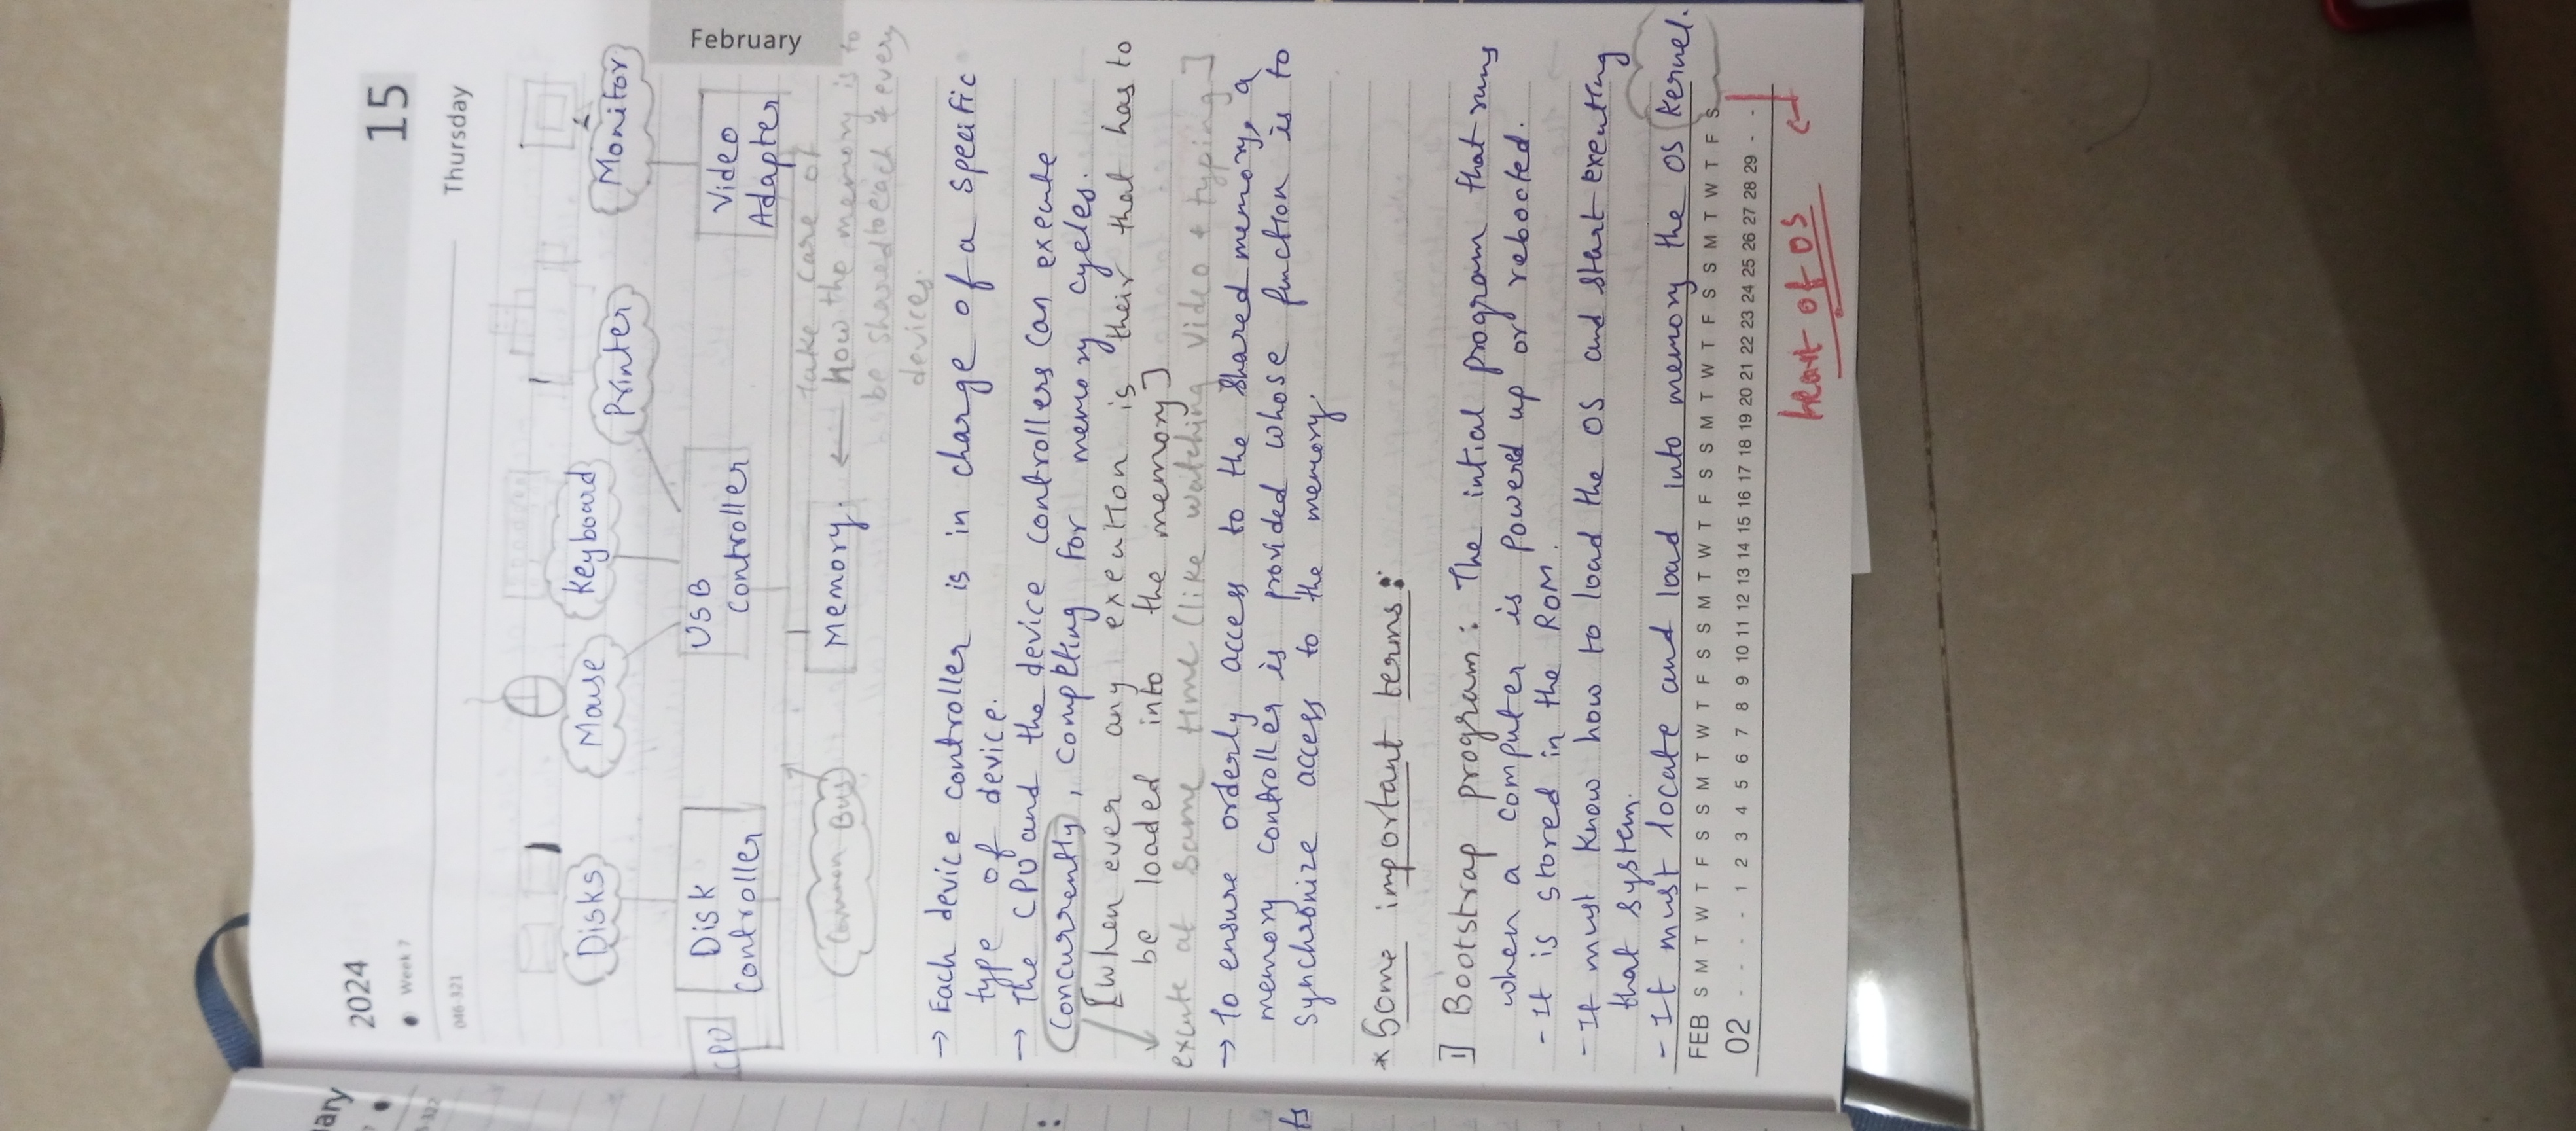 2024
15
• Week 7
046-321
Thursday
February
Disks
Mouse
Keyboard
Printer
Monitor
CPU
Disk
Controller
USB
Controller
Video
Adapter
Common Bus
Memory.
take care of
← How the memory is to
be shared to each & every
devices.
→ Each device controller is in charge of a specific
type of device.
→ The CPU and the device controllers can execute
Concurrently, completing for memory cycles.
[When ever any exeution is their that has to
be loaded into the memory]
excute at same time (like watching video & typing]
→ To ensure orderly access to the shared memory, a
memory controller is provided whose function is to
synchronize access to the memory.
* Some important terms:
1] Bootstrap program: The intial program that runs
when a computer is Powered up or rebooted.
- It is stored in the ROM.
- It must know how to load the OS and start exeuting
that system.
- It must locate and load into memory the OS Kernel.
FEB S M T W T F S S M T W T F S S M T W T F S S M T W T F S S M T W T F S
02 - - - - 1 2 3 4 5 6 7 8 9 10 11 12 13 14 15 16 17 18 19 20 21 22 23 24 25 26 27 28 29 - -
heart of OS